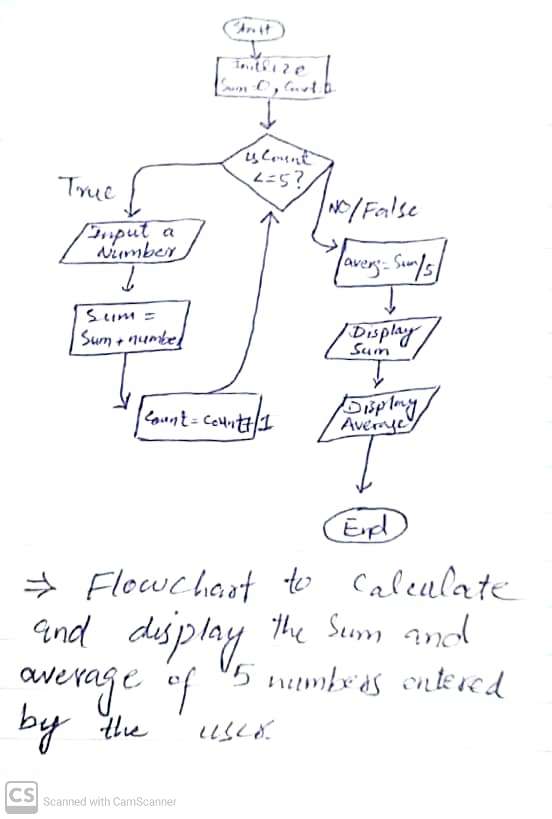 Start
Initilize
Sum=0, Count=1
is Count
<=5?
True
NO/False
Input a
Number
averg=Sum/5
Sum =
Sum + number
Display
Sum
Count=Count+1
Display
Average
End
⇒ Flowchart to Calculate
and display the Sum and
average of 5 numbers entered
by the user.
CS Scanned with CamScanner